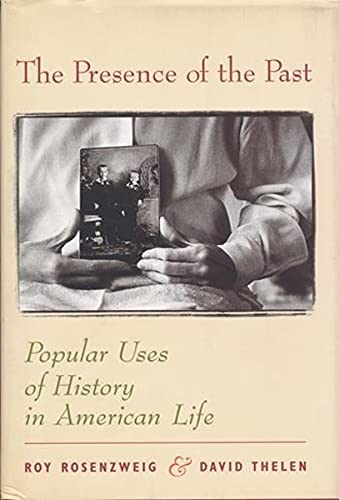 The Presence of the Past
Popular Uses
of History
in American Life
ROY ROSENZWEIG & DAVID THELEN